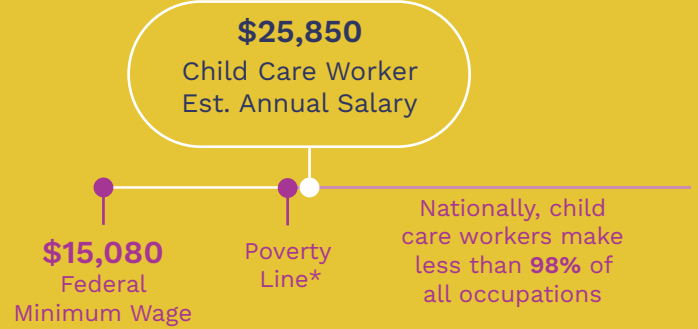 $25,850
Child Care Worker
Est. Annual Salary
$15,080
Federal
Minimum Wage
Poverty
Line*
Nationally, child
care workers make
less than 98% of
all occupations